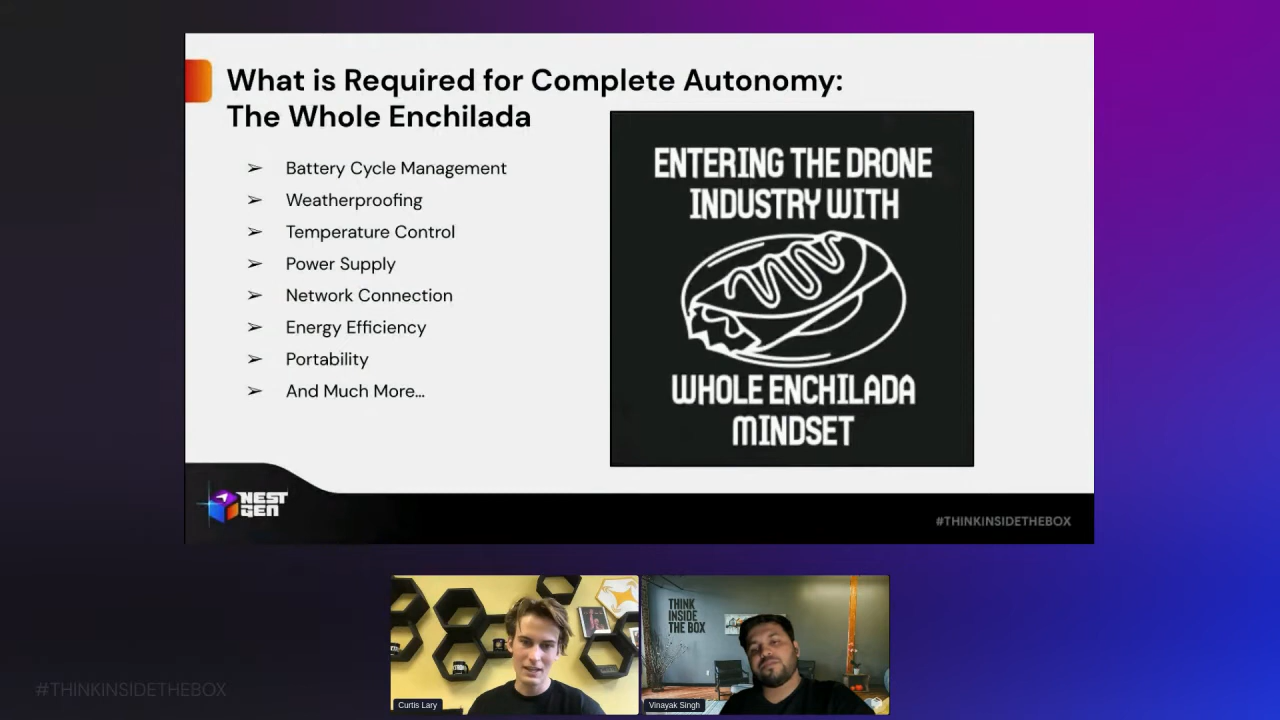 What is Required for Complete Autonomy:
The Whole Enchilada
➢ Battery Cycle Management
➢ Weatherproofing
➢ Temperature Control
➢ Power Supply
➢ Network Connection
➢ Energy Efficiency
➢ Portability
➢ And Much More...
ENTERING THE DRONE
INDUSTRY WITH
WHOLE ENCHILADA
MINDSET
NEST
GEN
#THINKINSIDETHEBOX
THINK
INSIDE
THE BOX
Curtis Lary
Vinayak Singh
#THINKINSIDETHEBOX